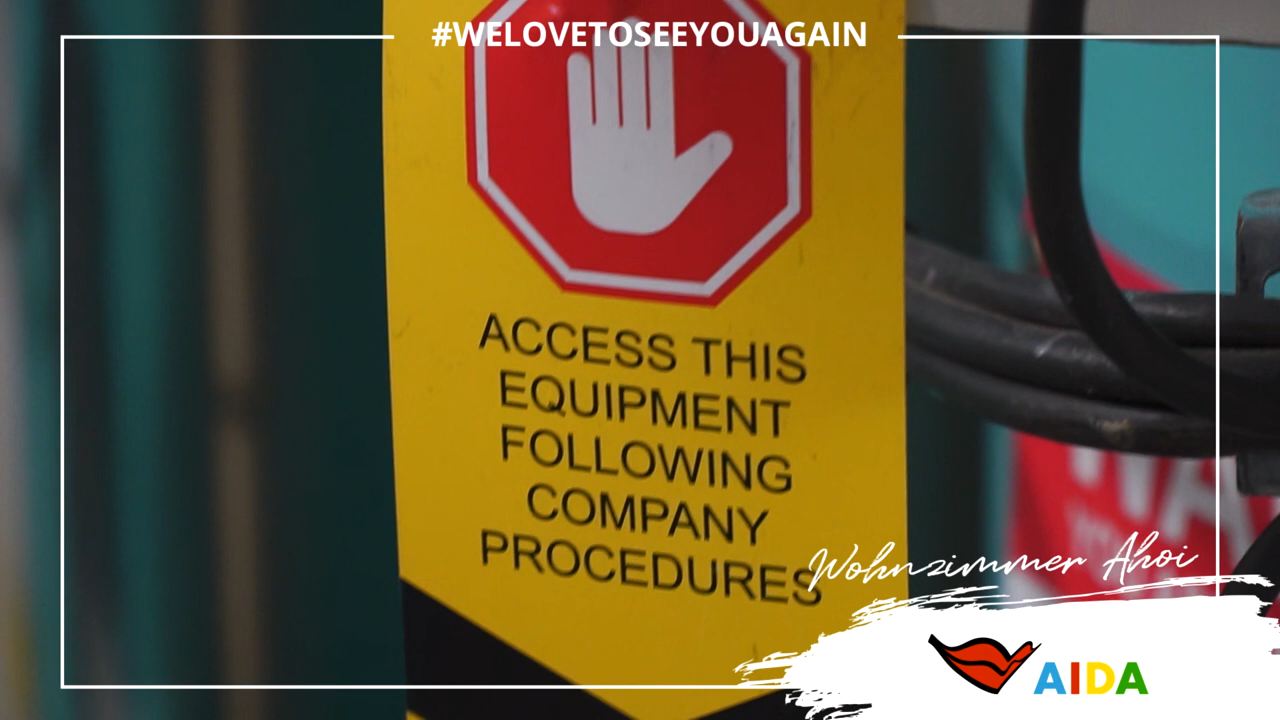 #WELOVETOSEEYOUAGAIN
ACCESS THIS
EQUIPMENT
FOLLOWING
COMPANY
PROCEDURES
Wohnzimmer Ahoi
AIDA